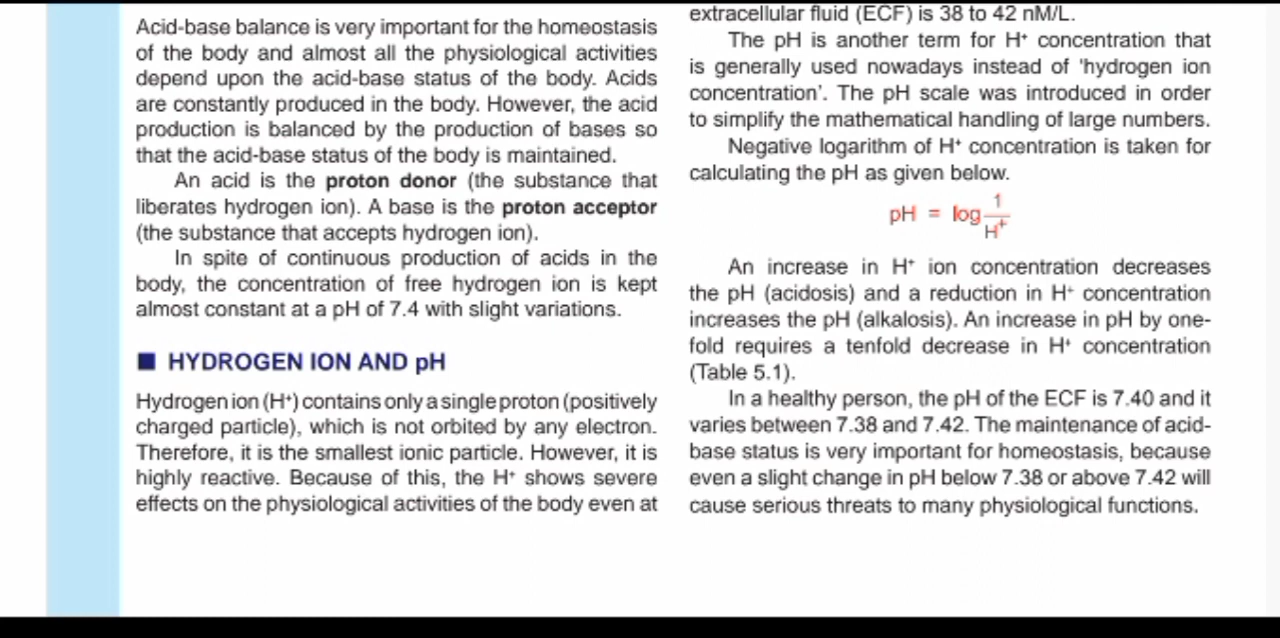 Acid-base balance is very important for the homeostasis
of the body and almost all the physiological activities
depend upon the acid-base status of the body. Acids
are constantly produced in the body. However, the acid
production is balanced by the production of bases so
that the acid-base status of the body is maintained.
An acid is the proton donor (the substance that
liberates hydrogen ion). A base is the proton acceptor
(the substance that accepts hydrogen ion).
In spite of continuous production of acids in the
body, the concentration of free hydrogen ion is kept
almost constant at a pH of 7.4 with slight variations.
■ HYDROGEN ION AND pH
Hydrogen ion (H⁺) contains only a single proton (positively
charged particle), which is not orbited by any electron.
Therefore, it is the smallest ionic particle. However, it is
highly reactive. Because of this, the H⁺ shows severe
effects on the physiological activities of the body even at
extracellular fluid (ECF) is 38 to 42 nM/L.
The pH is another term for H⁺ concentration that
is generally used nowadays instead of 'hydrogen ion
concentration'. The pH scale was introduced in order
to simplify the mathematical handling of large numbers.
Negative logarithm of H⁺ concentration is taken for
calculating the pH as given below.
pH = log 1/H⁺
An increase in H⁺ ion concentration decreases
the pH (acidosis) and a reduction in H⁺ concentration
increases the pH (alkalosis). An increase in pH by one-
fold requires a tenfold decrease in H⁺ concentration
(Table 5.1).
In a healthy person, the pH of the ECF is 7.40 and it
varies between 7.38 and 7.42. The maintenance of acid-
base status is very important for homeostasis, because
even a slight change in pH below 7.38 or above 7.42 will
cause serious threats to many physiological functions.